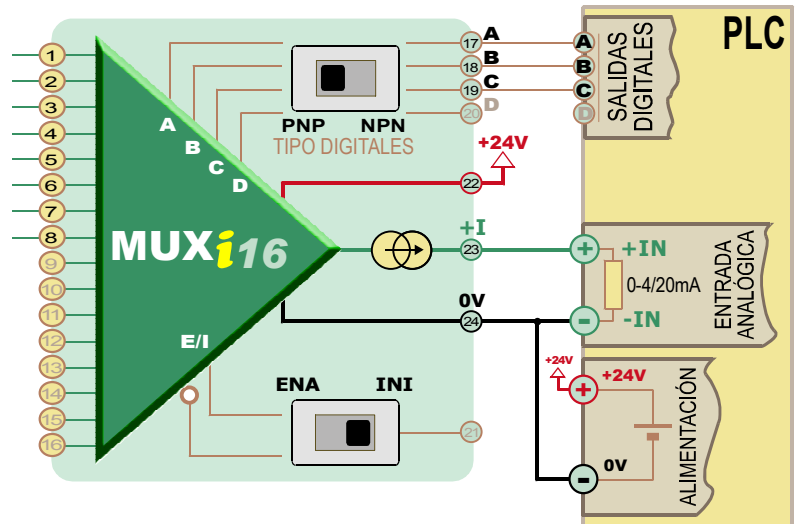 PLC
1
2
3
4
5
6
7
8
9
10
11
12
13
14
15
16
A
B
C
D
PNP NPN
TIPO DIGITALES
17 A
18 B
19 C
20 D
A
B
C
D
SALIDAS
DIGITALES
+24V
22
MUXi16
+I
23
0V
24
+
-
+IN
0-4/20mA
-IN
ENTRADA
ANALÓGICA
E/I
ENA INI
21
+24V
+
+24V
0V
-
ALIMENTACIÓN